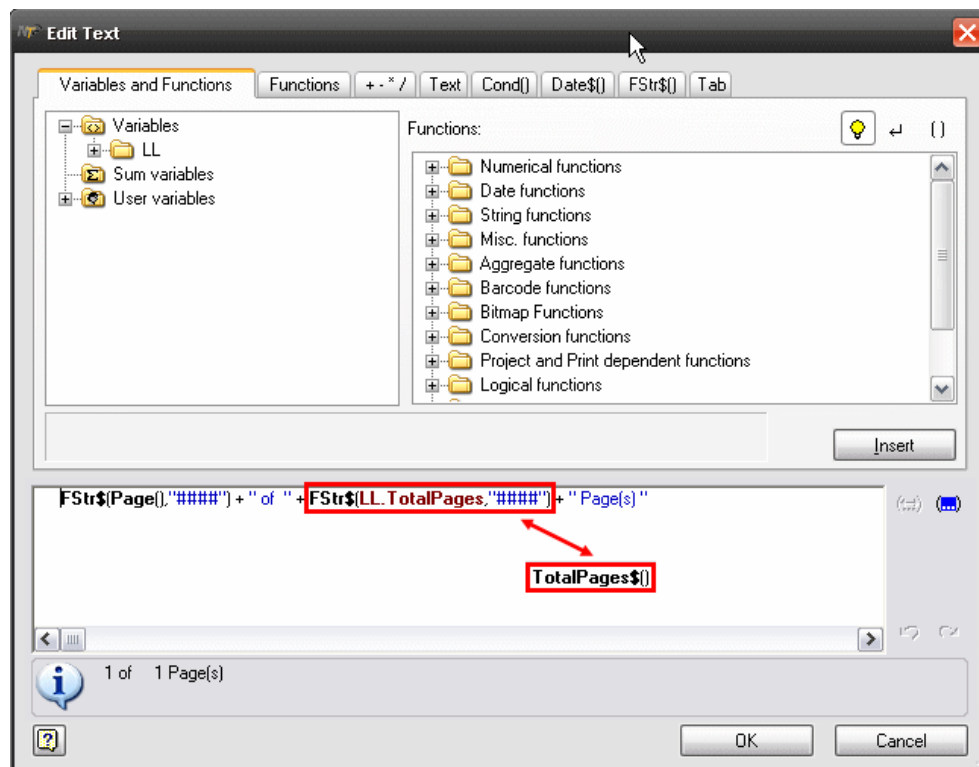 Edit Text
Variables and Functions Functions + - * / Text Cond() Date$() FStr$() Tab
Variables
LL
Sum variables
User variables
Functions:
Numerical functions
Date functions
String functions
Misc. functions
Aggregate functions
Barcode functions
Bitmap Functions
Conversion functions
Project and Print dependent functions
Logical functions
Insert
FStr$(Page(),"####") + " of  " + FStr$(LL.TotalPages,"####") + " Page(s) "
TotalPages$()
1 of    1 Page(s)
OK Cancel